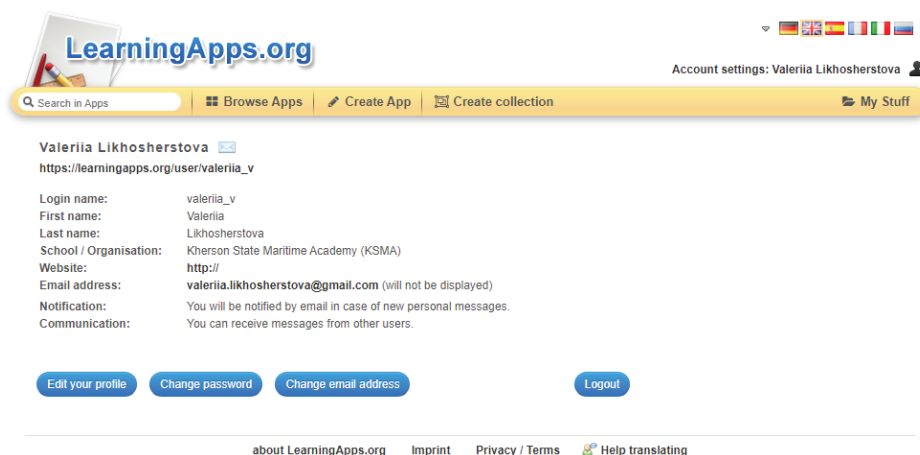 LearningApps.org
Account settings: Valeriia Likhosherstova
Search in Apps
Browse Apps
Create App
Create collection
My Stuff
Valeriia Likhosherstova
https://learningapps.org/user/valeriia_v
Login name: valeriia_v
First name: Valeriia
Last name: Likhosherstova
School / Organisation: Kherson State Maritime Academy (KSMA)
Website: http://
Email address: valeriia.likhosherstova@gmail.com (will not be displayed)
Notification: You will be notified by email in case of new personal messages.
Communication: You can receive messages from other users.
Edit your profile
Change password
Change email address
Logout
about LearningApps.org
Imprint
Privacy / Terms
Help translating